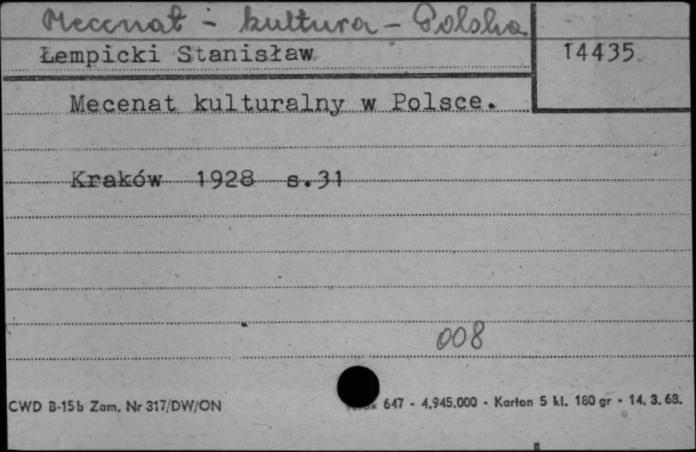 Mecenat - kultura - Polska
Łempicki Stanisław
14435
Mecenat kulturalny w Polsce.
Kraków 1928 s.31
008
CWD B-15b Zam. Nr 317/DW/ON
647 - 4.945.000 - Karton 5 kl. 180 gr - 14. 3. 68.